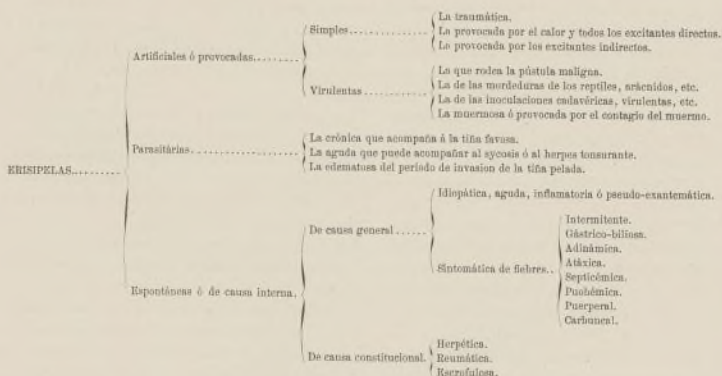 Simples
La traumática.
La provocada por el calor y todos los excitantes directos.
La provocada por los excitantes indirectos.
Artificiales ó provocadas
Virulentas
La que rodea la pústula maligna.
La de las mordeduras de los reptiles, arácnidos, etc.
La de las inoculaciones cadavéricas, virulentas, etc.
La muermosa ó provocada por el contagio del muermo.
ERISIPELAS
Parasitárias
La crónica que acompaña á la tiña favosa.
La aguda que puede acompañar al sycosis ó al herpes tonsurante.
La edematosa del período de invasion de la tiña pelada.
Espontáneas ó de causa interna.
De causa general
Idiopática, aguda, inflamatoria ó pseudo-exantemática.
Sintomática de fiebres
Intermitente.
Gástrico-biliosa.
Adinámica.
Atáxica.
Septicémica.
Puohémica.
Puerperal.
Carbuncal.
De causa constitucional.
Herpética.
Reumática.
Escrofulosa.